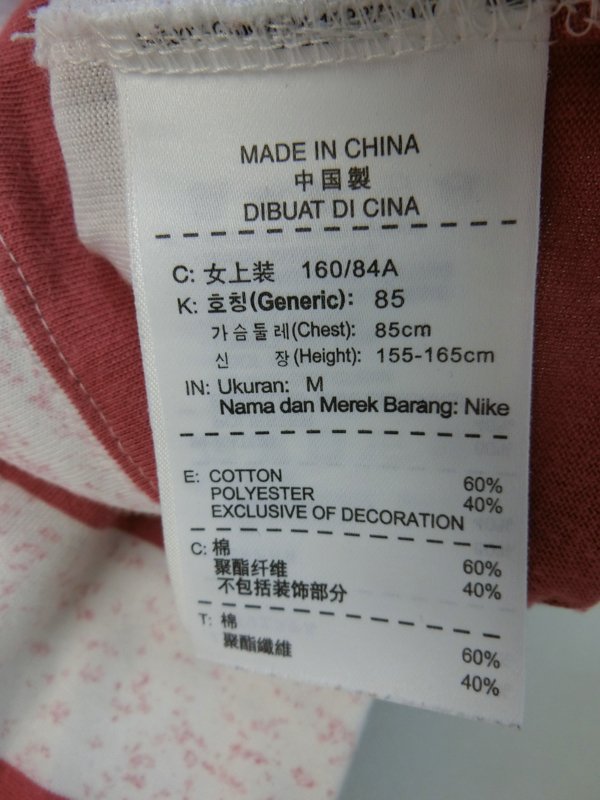 MADE IN CHINA
中国製
DIBUAT DI CINA
C: 女上装 160/84A
K: 호칭(Generic): 85
가슴둘레(Chest): 85cm
신 장(Height): 155-165cm
IN: Ukuran: M
Nama dan Merek Barang: Nike
E: COTTON 60%
POLYESTER 40%
EXCLUSIVE OF DECORATION
C: 棉 60%
聚酯纤维 40%
不包括装饰部分
T: 棉 60%
聚酯纖維 40%